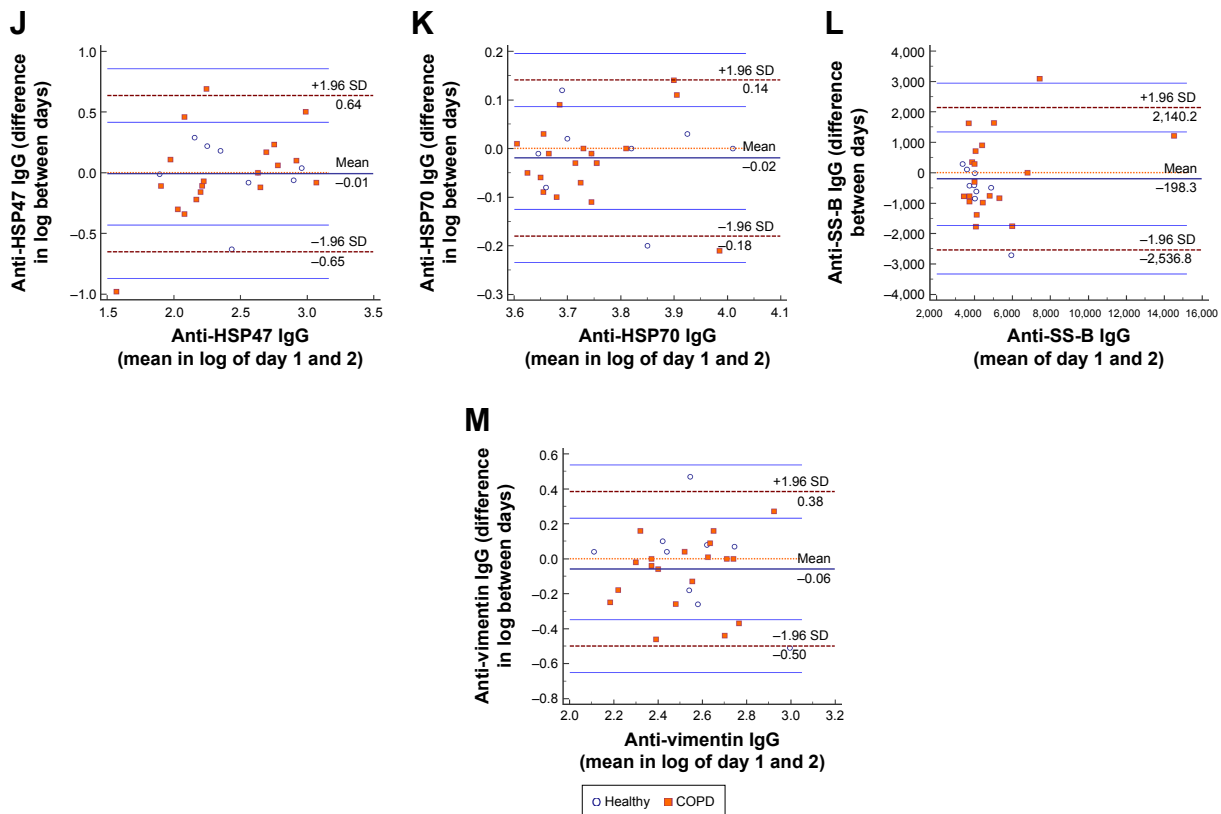 J
Anti-HSP47 IgG (difference
in log between days)
1.0
0.5
0.0
–0.5
–1.0
+1.96 SD
0.64
Mean
–0.01
–1.96 SD
–0.65
1.5 2.0 2.5 3.0 3.5
Anti-HSP47 IgG
(mean in log of day 1 and 2)
K
Anti-HSP70 IgG (difference
in log between days)
0.2
0.1
0.0
–0.1
–0.2
–0.3
+1.96 SD
0.14
Mean
–0.02
–1.96 SD
–0.18
3.6 3.7 3.8 3.9 4.0 4.1
Anti-HSP70 IgG
(mean in log of day 1 and 2)
L
Anti-SS-B IgG (difference
between days)
4,000
3,000
2,000
1,000
0
–1,000
–2,000
–3,000
–4,000
+1.96 SD
2,140.2
Mean
–198.3
–1.96 SD
–2,536.8
2,000 4,000 6,000 8,000 10,000 12,000 14,000 16,000
Anti-SS-B IgG
(mean of day 1 and 2)
M
Anti-vimentin IgG (difference
in log between days)
0.6
0.4
0.2
0.0
–0.2
–0.4
–0.6
–0.8
+1.96 SD
0.38
Mean
–0.06
–1.96 SD
–0.50
2.0 2.2 2.4 2.6 2.8 3.0 3.2
Anti-vimentin IgG
(mean in log of day 1 and 2)
Healthy COPD